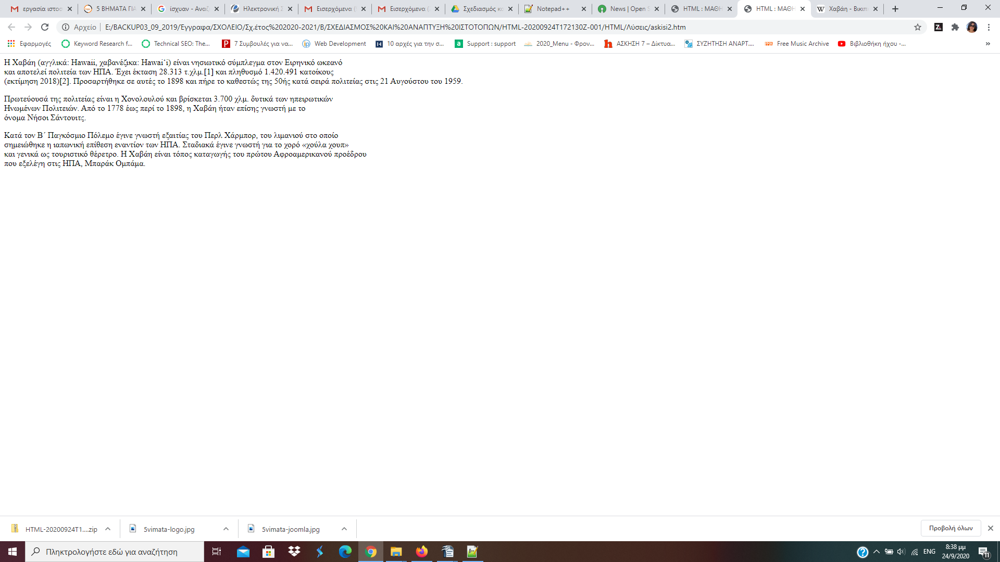 εργασία ιστοσ
5 ΒΗΜΑΤΑ ΓΙΑ
ίσχυαν - Αναζ
Ηλεκτρονική Σ
Εισερχόμενα (
Εισερχόμενα (
Σχεδιασμός κα
Notepad++
News | Open S
HTML : ΜΑΘΗ
HTML : ΜΑΘΗ
Χαβάη - Βικιπ
Αρχείο
E:/BACKUP03_09_2019/Εγγραφα/ΣΧΟΛΕΙΟ/Σχ.έτος%202020-2021/Β/ΣΧΕΔΙΑΣΜΟΣ%20ΚΑΙ%20ΑΝΑΠΤΥΞΗ%20ΙΣΤΟΤΟΠΩΝ/HTML-20200924T172130Z-001/HTML/Λύσεις/askisi2.htm
Εφαρμογές
Keyword Research f...
Technical SEO: The...
7 Συμβουλές για να...
Web Development
10 αρχές για την σ...
Support : support
2020_Menu - Φρον...
ΑΣΚΗΣΗ 7 – Δίκτυα...
ΣΥΖΗΤΗΣΗ ΑΝΑΡΤ....
Free Music Archive
Βιβλιοθήκη ήχου -...
Η Χαβάη (αγγλικά: Hawaii, χαβανέζικα: Hawai‘i) είναι νησιωτικό σύμπλεγμα στον Ειρηνικό ωκεανό
και αποτελεί πολιτεία των ΗΠΑ. Έχει έκταση 28.313 τ.χλμ.[1] και πληθυσμό 1.420.491 κατοίκους
(εκτίμηση 2018)[2]. Προσαρτήθηκε σε αυτές το 1898 και πήρε το καθεστώς της 50ής κατά σειρά πολιτείας στις 21 Αυγούστου του 1959.
Πρωτεύουσά της πολιτείας είναι η Χονολουλού και βρίσκεται 3.700 χλμ. δυτικά των ηπειρωτικών
Ηνωμένων Πολιτειών. Από το 1778 έως περί το 1898, η Χαβάη ήταν επίσης γνωστή με το
όνομα Νήσοι Σάντουιτς.
Κατά τον Β΄ Παγκόσμιο Πόλεμο έγινε γνωστή εξαιτίας του Περλ Χάρμπορ, του λιμανιού στο οποίο
σημειώθηκε η ιαπωνική επίθεση εναντίον των ΗΠΑ. Σταδιακά έγινε γνωστή για το χορό «χούλα χουπ»
και γενικά ως τουριστικό θέρετρο. Η Χαβάη είναι τόπος καταγωγής του πρώτου Αφροαμερικανού προέδρου
που εξελέγη στις ΗΠΑ, Μπαράκ Ομπάμα.
HTML-20200924T1....zip
5vimata-logo.jpg
5vimata-joomla.jpg
Προβολή όλων
Πληκτρολογήστε εδώ για αναζήτηση
ENG
8:38 μμ
24/9/2020
11